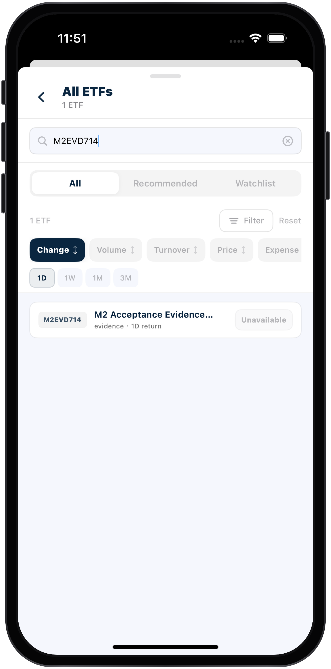 11:51
All ETFs
1 ETF
M2EVD714
All Recommended Watchlist
1 ETF Filter Reset
Change Volume Turnover Price Expense
1D 1W 1M 3M
M2EVD714 M2 Acceptance Evidence... Unavailable
evidence · 1D return